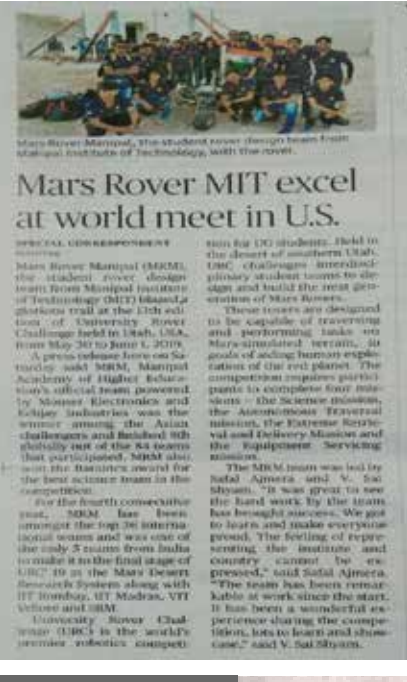 Mars Rover Manipal, the student rover design team from
Manipal Institute of Technology, with the rover.
Mars Rover MIT excel
at world meet in U.S.
SPECIAL CORRESPONDENT
Mars Rover Manipal (MRM),
the student rover design
team from Manipal Institute
of Technology (MIT) blazed a
glorious trail at the 13th edi-
tion of University Rover
Challenge held in Utah, USA,
from May 30 to June 1, 2019.
A press release here on Sa-
turday said MRM, Manipal
Academy of Higher Educa-
tion's official team powered
by Mouser Electronics and
Industries was the
winner among the Asian
challengers and finished 8th
globally out of the 84 teams
that participated. MRM also
won the award for
the best science team in the
competition.
For the fourth consecutive
year, MRM has been
amongst the top 36 interna-
tional teams and was one of
the only 5 teams from India
to make it to the final stage of
URC' 19 at the Mars Desert
Research System along with
IIT Bombay, IIT Madras, VIT
Vellore and SRM.
University Rover Chal-
lenge (URC) is the world's
premier robotics competi-
tion for UG students. Held in
the desert of southern Utah,
URC challenges interdisci-
plinary student teams to de-
sign and build the next gen-
eration of Mars Rovers.
These rovers are designed
to be capable of traversing
and performing tasks on
Mars-simulated terrain, in
goals of aiding human explo-
ration of the red planet. The
competition requires partici-
pants to complete four mis-
sions – the Science mission,
the Autonomous Traversal
mission, the Extreme Retrie-
val and Delivery Mission and
the Equipment Servicing
mission.
The MRM team was led by
Safal Ajmera and V. Sai
Shyam. "It was great to see
the hard work by the team
has brought success. We got
to learn and make everyone
proud. The feeling of repre-
senting the institute and
country cannot be ex-
pressed," said Safal Ajmera.
"The team has been remar
kable at work since the start.
It has been a wonderful ex-
perience sharing the compe-
tition, lots to learn and show-
case," said V. Sai Shyam.